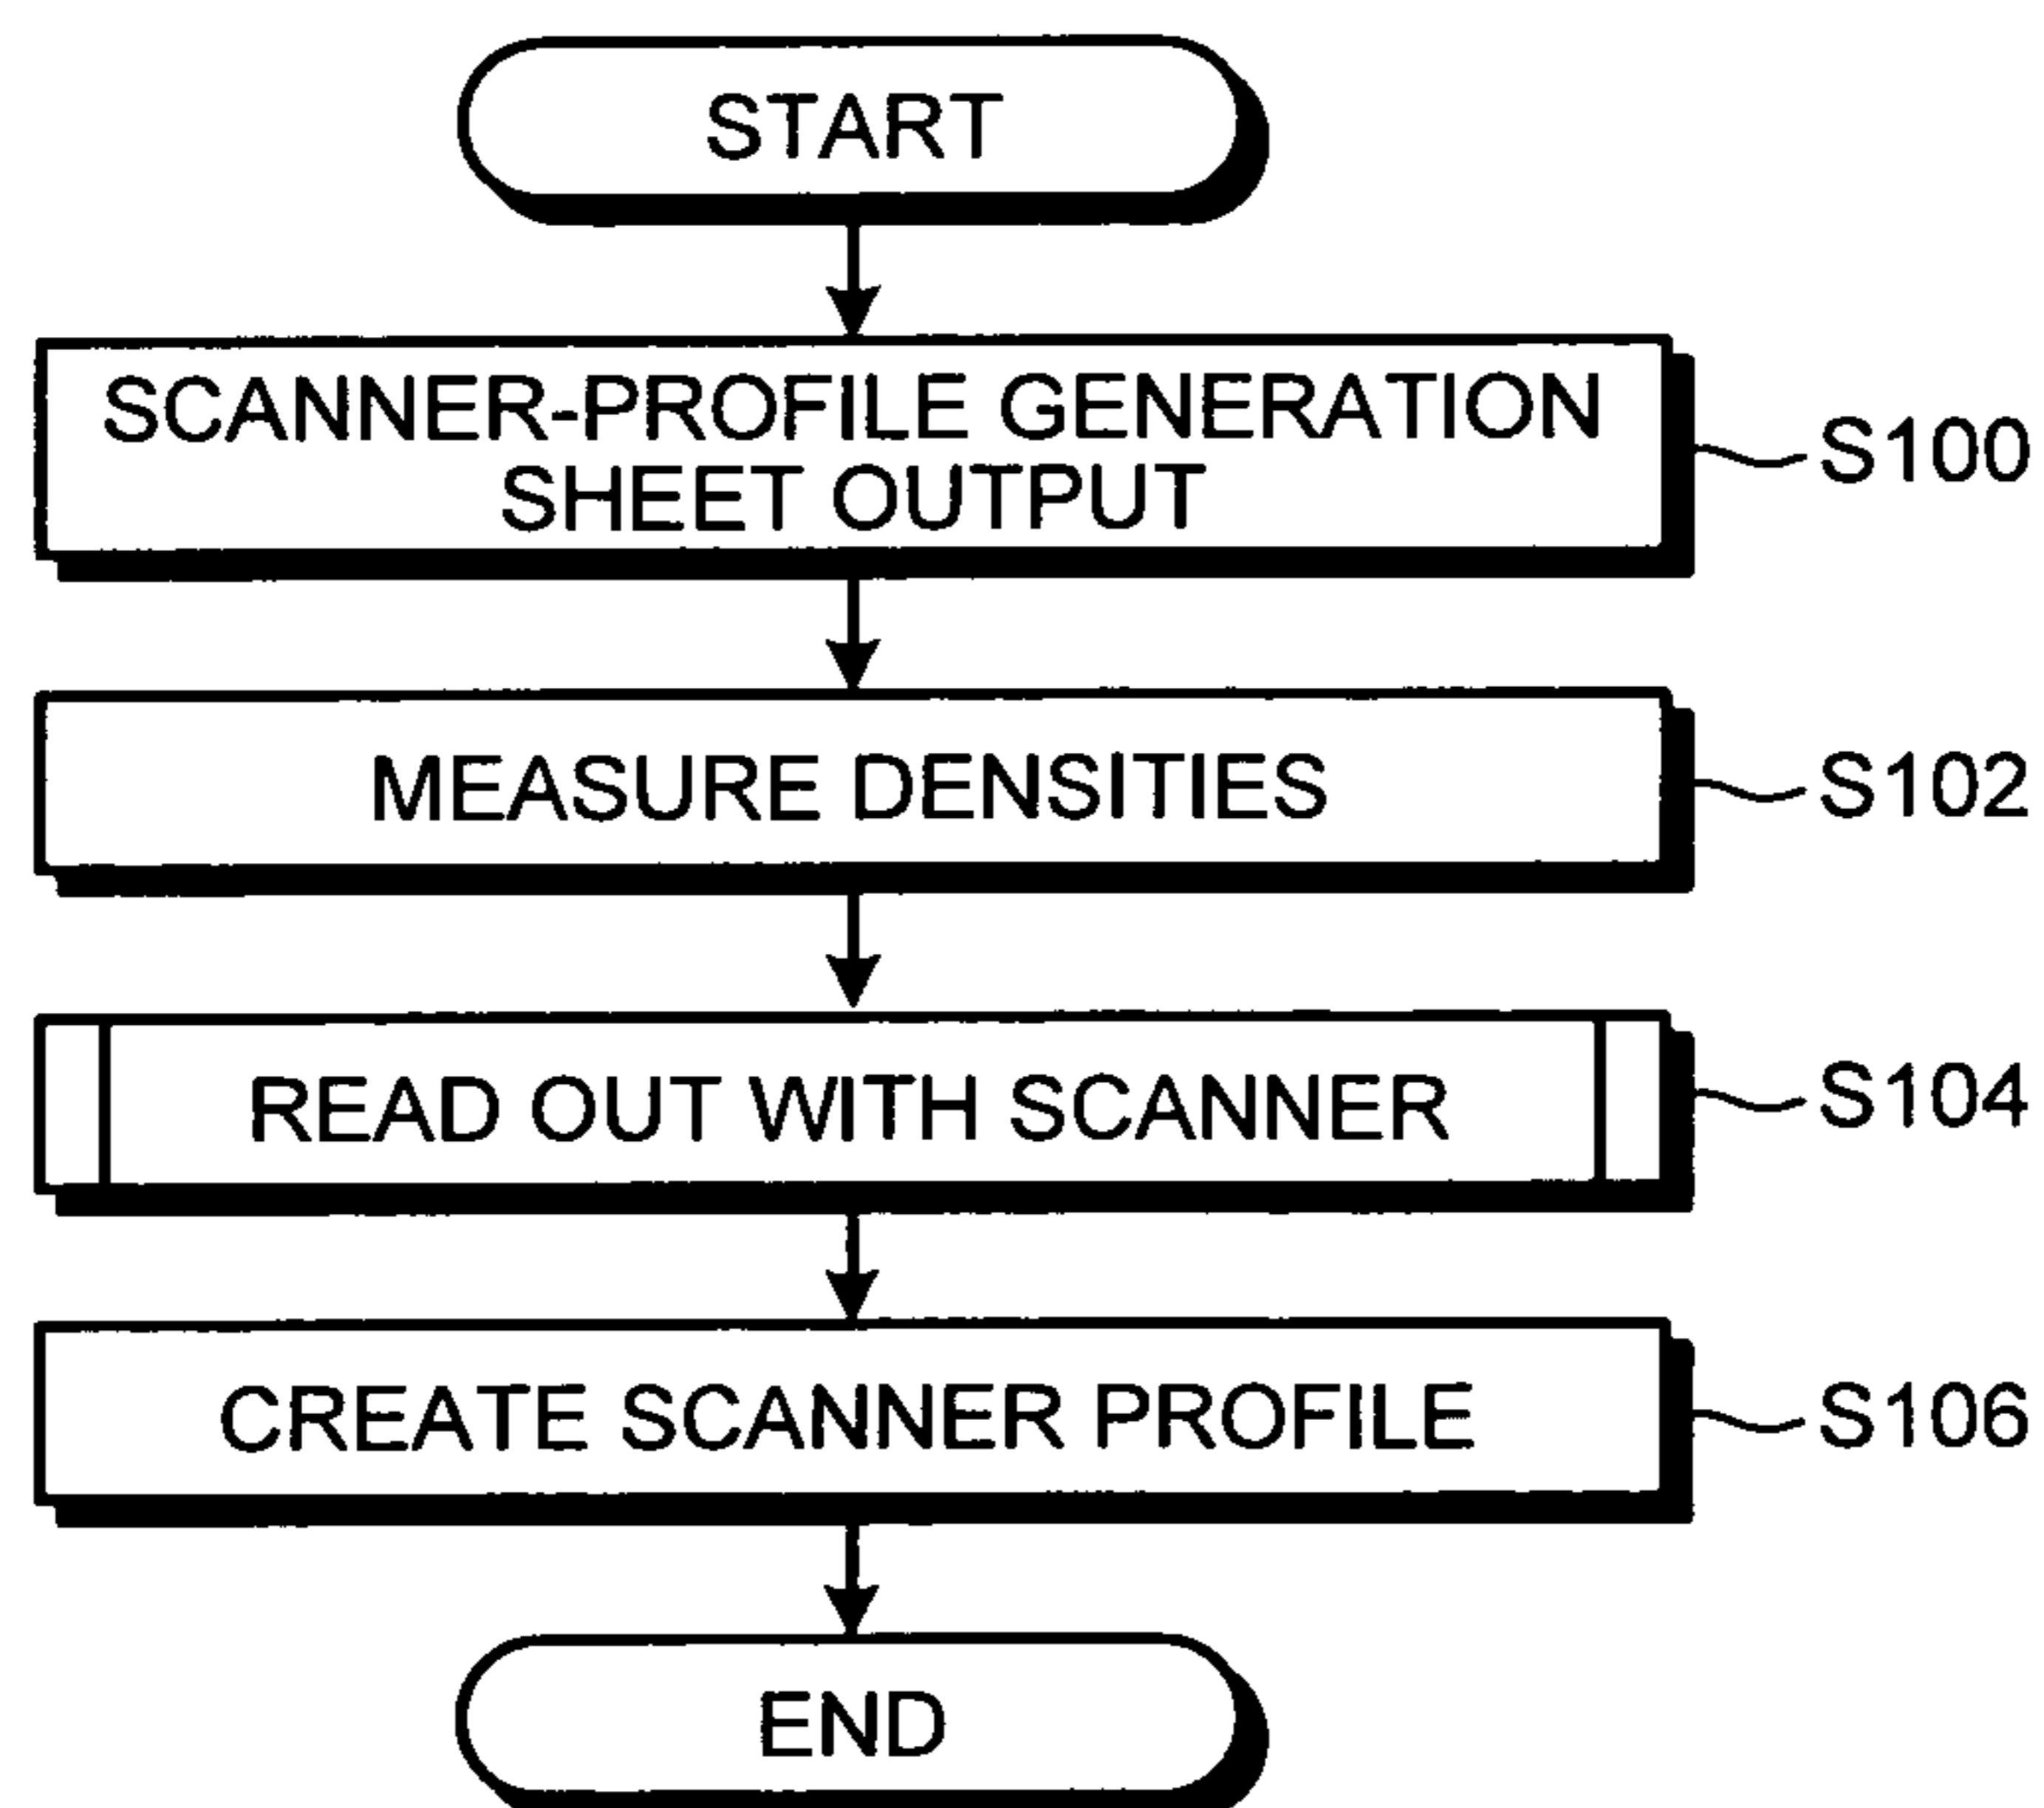 START
SCANNER-PROFILE GENERATION
SHEET OUTPUT
S100
MEASURE DENSITIES
S102
READ OUT WITH SCANNER
S104
CREATE SCANNER PROFILE
S106
END